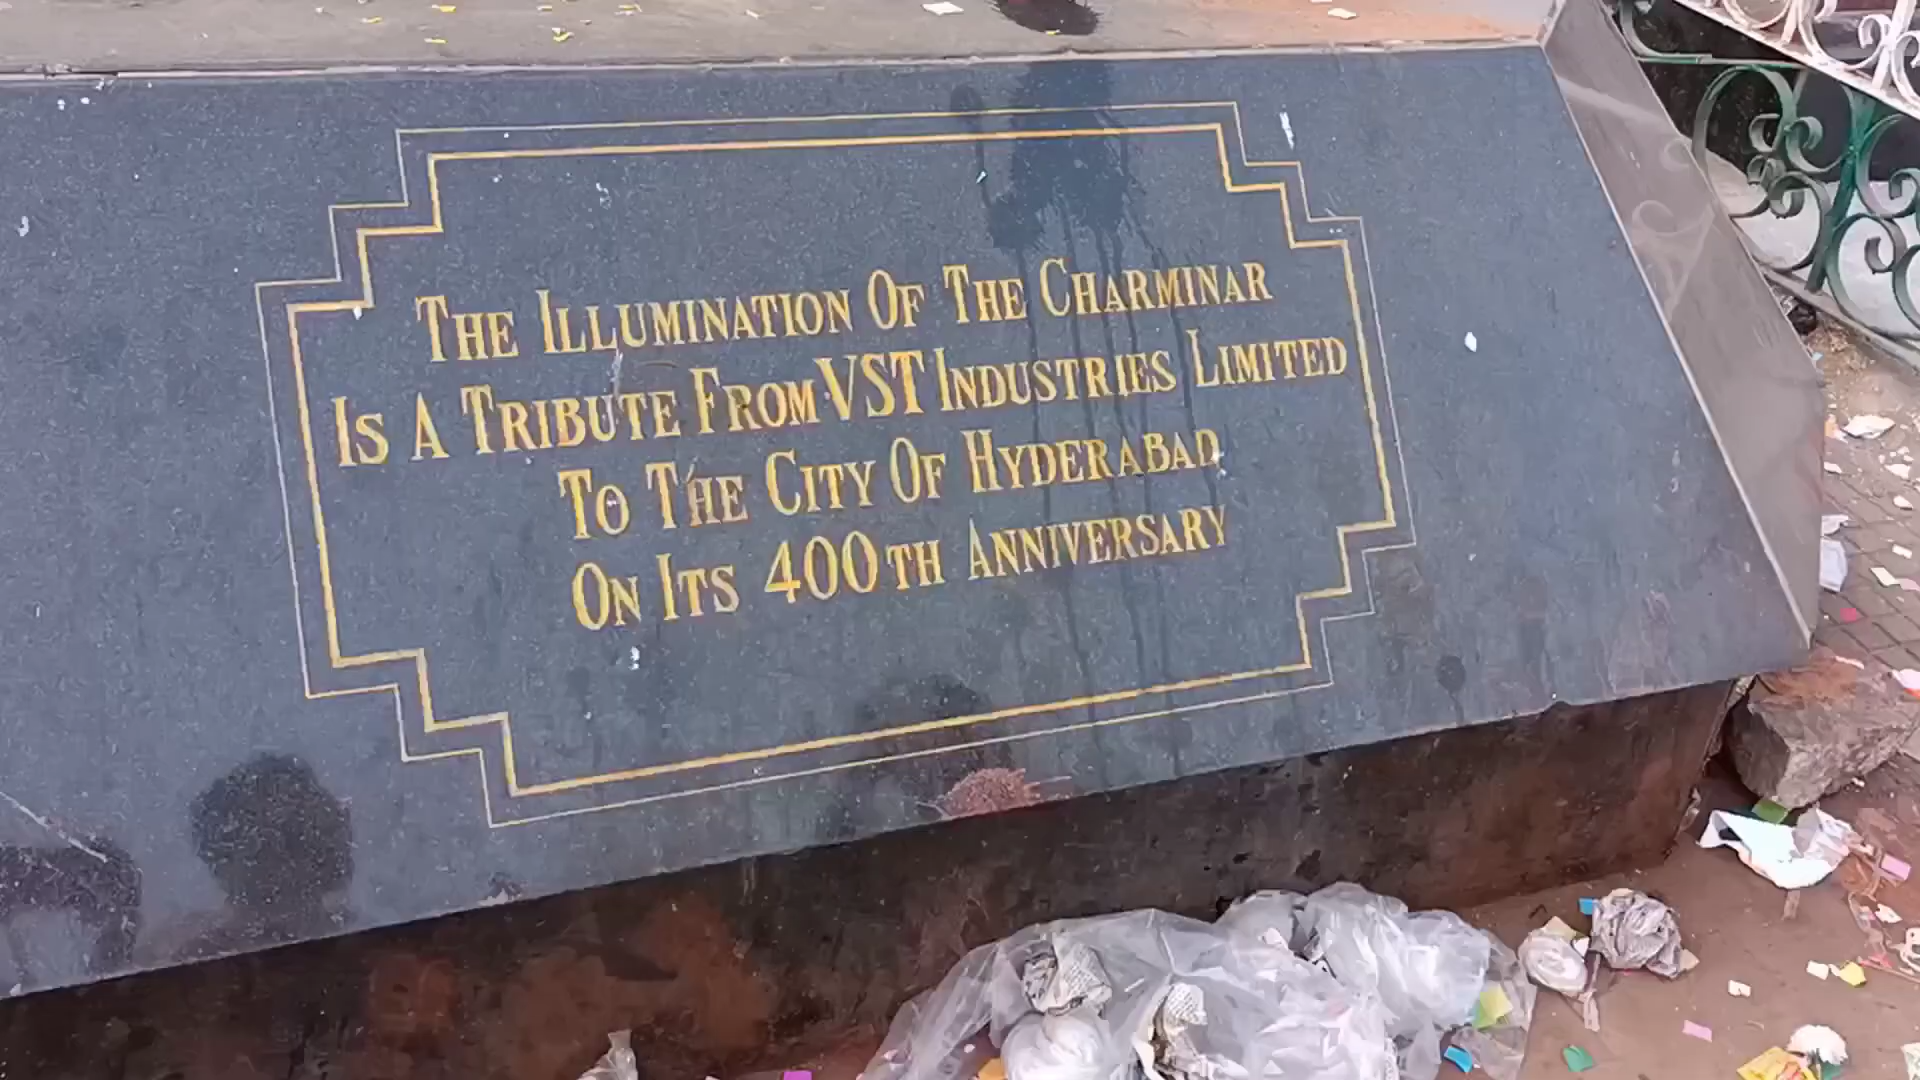 The Illumination Of The Charminar
Is A Tribute From VST Industries Limited
To The City Of Hyderabad
On Its 400th Anniversary